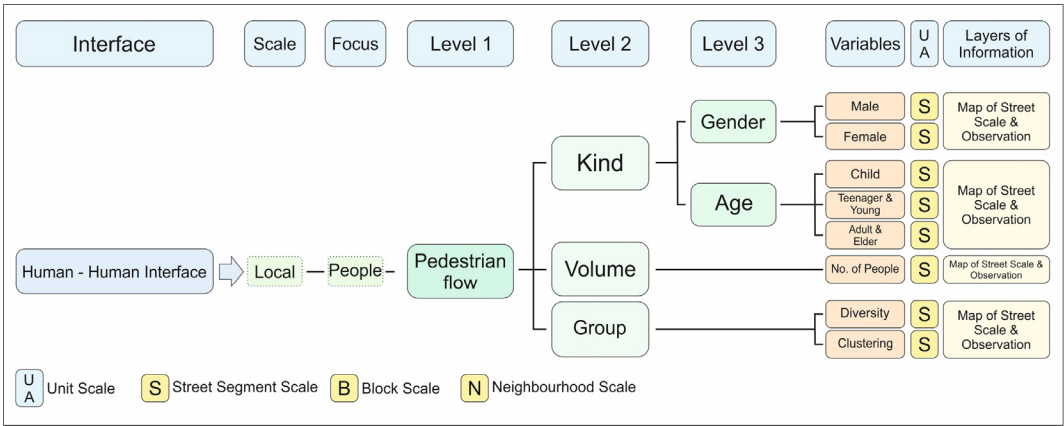 Interface
Scale
Focus
Level 1
Level 2
Level 3
Variables
U
A
Layers of
Information
Human - Human Interface
Local
People
Pedestrian
flow
Kind
Volume
Group
Gender
Age
Male
S
Female
S
Map of Street
Scale &
Observation
Child
S
Teenager &
Young
S
Adult &
Elder
S
Map of Street
Scale &
Observation
No. of People
S
Map of Street Scale &
Observation
Diversity
S
Clustering
S
Map of Street
Scale &
Observation
U
A
Unit Scale
S Street Segment Scale
B Block Scale
N Neighbourhood Scale